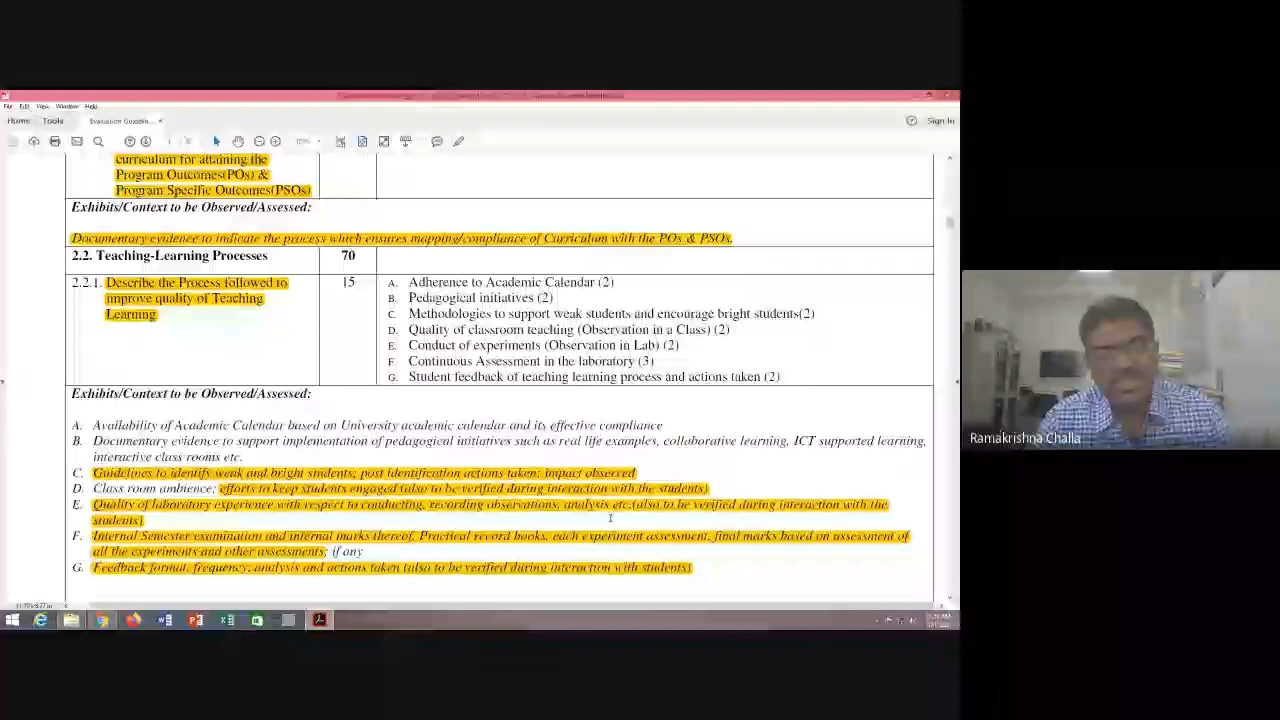 File Edit View Window Help
Home Tools Evaluation Guidelin... ×
Sign In
curriculum for attaining the
Program Outcomes(POs) &
Program Specific Outcomes(PSOs)
Exhibits/Context to be Observed/Assessed:
Documentary evidence to indicate the process which ensures mapping/compliance of Curriculum with the POs & PSOs.
2.2. Teaching-Learning Processes 70
2.2.1. Describe the Process followed to improve quality of Teaching Learning 15
A. Adherence to Academic Calendar (2)
B. Pedagogical initiatives (2)
C. Methodologies to support weak students and encourage bright students(2)
D. Quality of classroom teaching (Observation in a Class) (2)
E. Conduct of experiments (Observation in Lab) (2)
F. Continuous Assessment in the laboratory (3)
G. Student feedback of teaching learning process and actions taken (2)
Exhibits/Context to be Observed/Assessed:
A. Availability of Academic Calendar based on University academic calendar and its effective compliance
B. Documentary evidence to support implementation of pedagogical initiatives such as real life examples, collaborative learning, ICT supported learning,
interactive class rooms etc.
C. Guidelines to identify weak and bright students; post identification actions taken; impact observed
D. Class room ambience; efforts to keep students engaged (also to be verified during interaction with the students)
E. Quality of laboratory experience with respect to conducting, recording observations, analysis etc.(also to be verified during interaction with the
students)
F. Internal Semester examination and internal marks thereof, Practical record books, each experiment assessment, final marks based on assessment of
all the experiments and other assessments; if any
G. Feedback format, frequency, analysis and actions taken (also to be verified during interaction with students)
Ramakrishna Challa